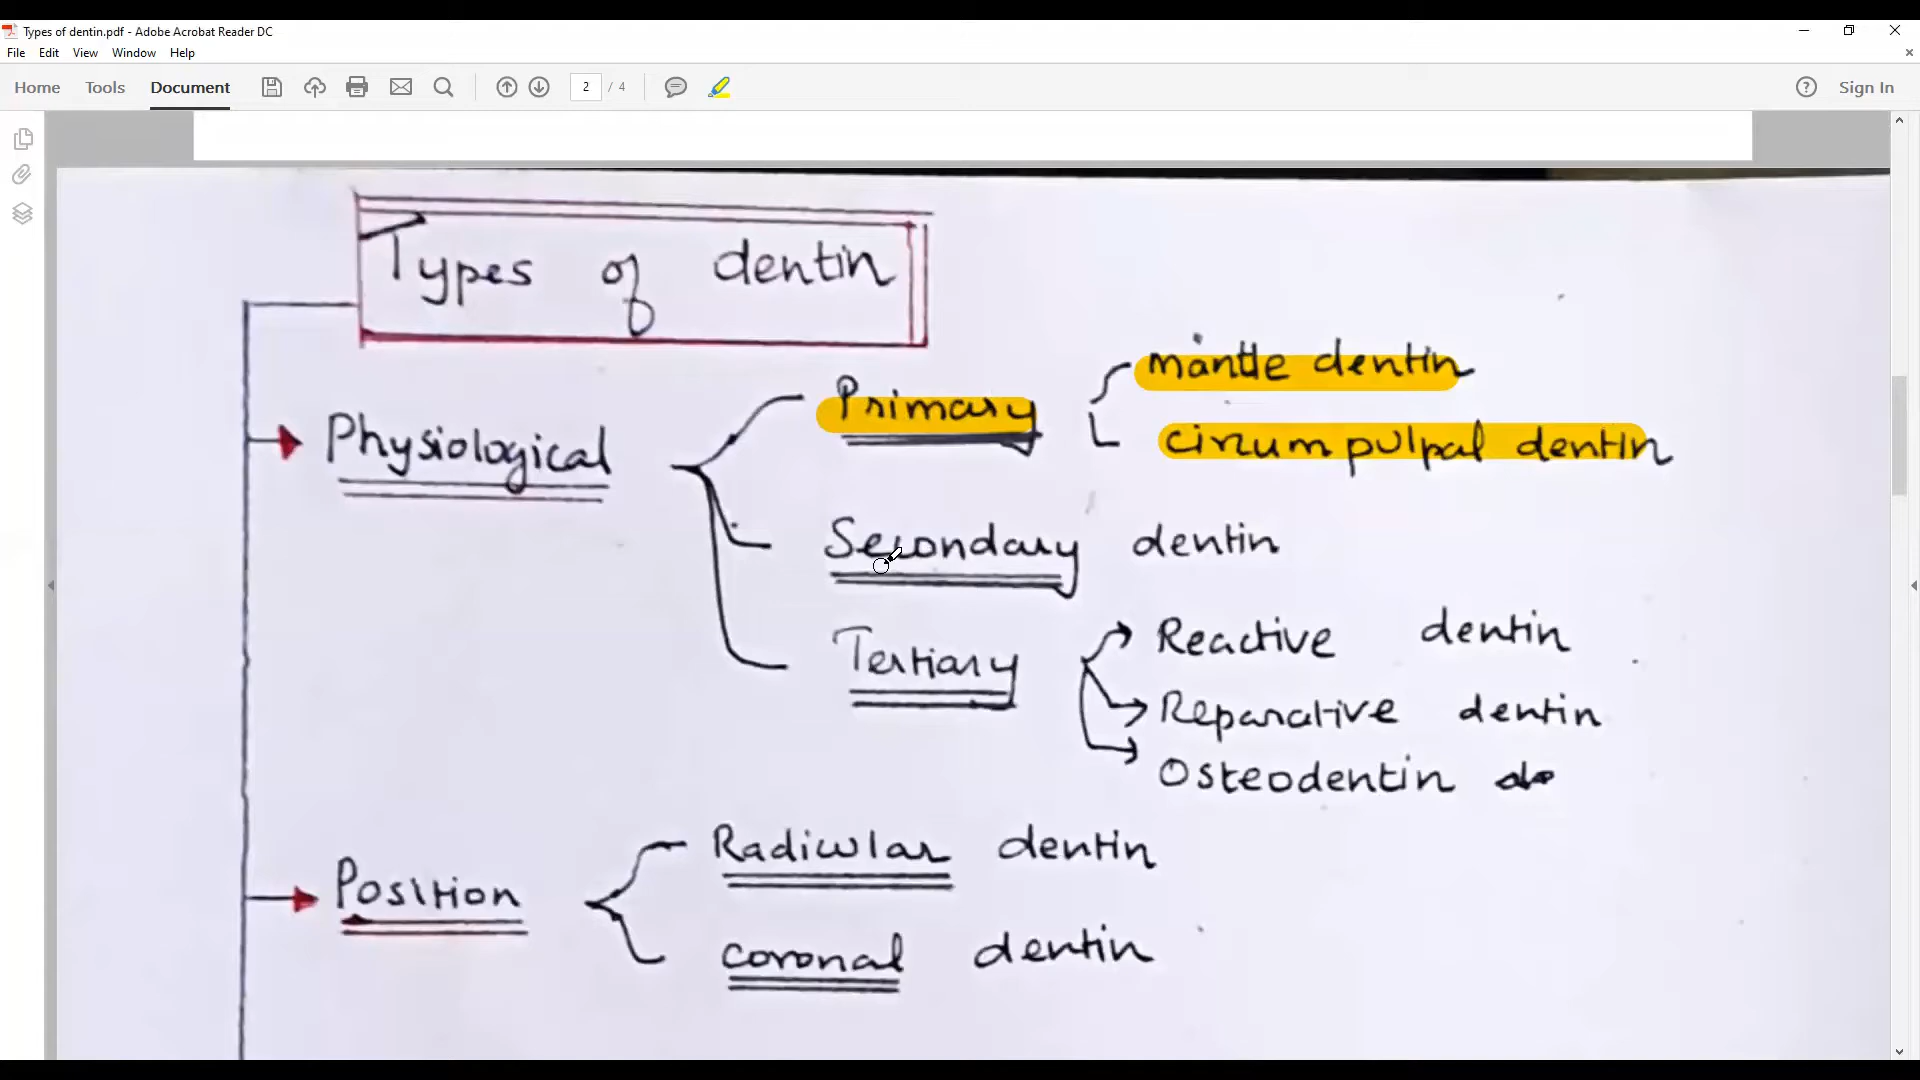 Types of dentin.pdf - Adobe Acrobat Reader DC
File Edit View Window Help
Home Tools Document 2 / 4 Sign In
Types of dentin
mantle dentin
Primary
circumpulpal dentin
Physiological
Secondary dentin
Tertiary
Reactive dentin
Reparative dentin
Osteodentin
Radicular dentin
Position
coronal dentin